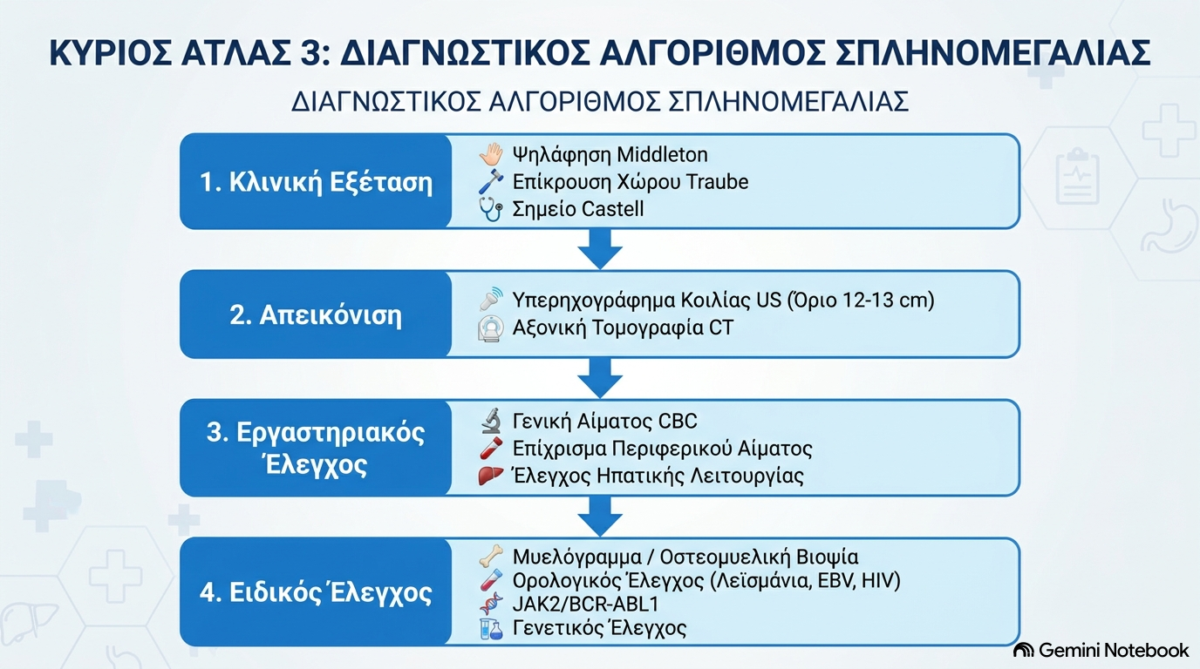 ΚΥΡΙΟΣ ΑΤΛΑΣ 3: ΔΙΑΓΝΩΣΤΙΚΟΣ ΑΛΓΟΡΙΘΜΟΣ ΣΠΛΗΝΟΜΕΓΑΛΙΑΣ
ΔΙΑΓΝΩΣΤΙΚΟΣ ΑΛΓΟΡΙΘΜΟΣ ΣΠΛΗΝΟΜΕΓΑΛΙΑΣ
1. Κλινική Εξέταση
Ψηλάφηση Middleton
Επίκρουση Χώρου Traube
Σημείο Castell
2. Απεικόνιση
Υπερηχογράφημα Κοιλίας US (Όριο 12-13 cm)
Αξονική Τομογραφία CT
3. Εργαστηριακός
Έλεγχος
Γενική Αίματος CBC
Επίχρισμα Περιφερικού Αίματος
Έλεγχος Ηπατικής Λειτουργίας
4. Ειδικός Έλεγχος
Μυελόγραμμα / Οστεομυελική Βιοψία
Ορολογικός Έλεγχος (Λεϊσμάνια, EBV, HIV)
JAK2/BCR-ABL1
Γενετικός Έλεγχος
Gemini Notebook